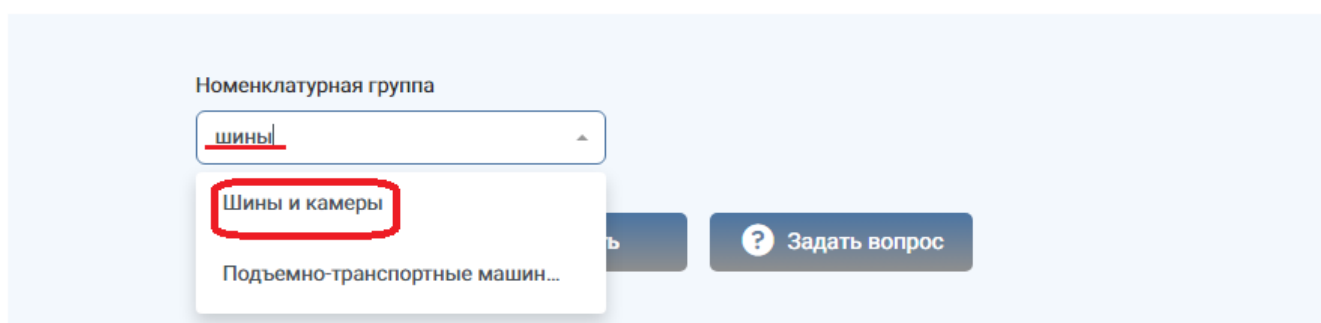 Номенклатурная группа
шины
Шины и камеры
ь
? Задать вопрос
Подъемно-транспортные машин...